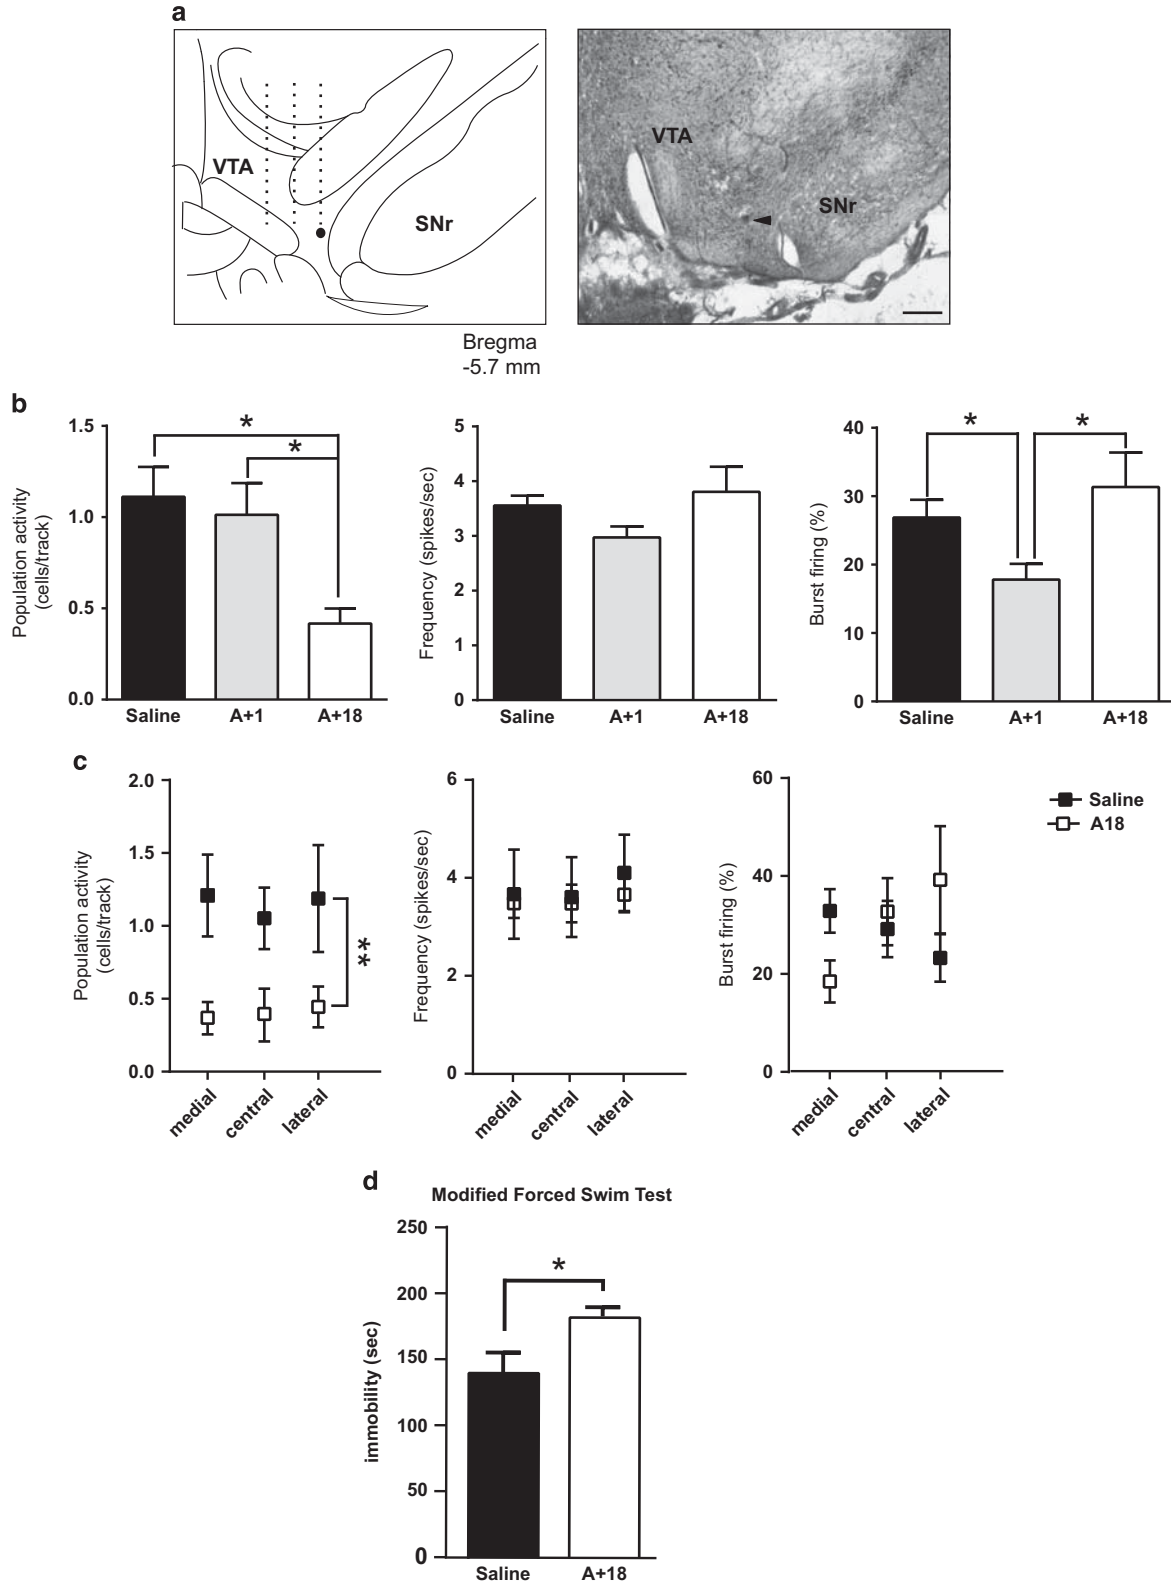 a
VTA
SNr
VTA
SNr
Bregma
-5.7 mm
b
Population activity
(cells/track)
1.5
1.0
0.5
0.0
*
*
Saline
A+1
A+18
Frequency (spikes/sec)
5
4
3
2
1
0
Saline
A+1
A+18
Burst firing (%)
40
30
20
10
0
*
*
Saline
A+1
A+18
c
Population activity
(cells/track)
2.0
1.5
1.0
0.5
0.0
**
medial
central
lateral
Frequency (spikes/sec)
6
4
2
0
medial
central
lateral
Burst firing (%)
60
40
20
0
medial
central
lateral
Saline
A18
d
Modified Forced Swim Test
immobility (sec)
250
200
150
100
50
0
*
Saline
A+18